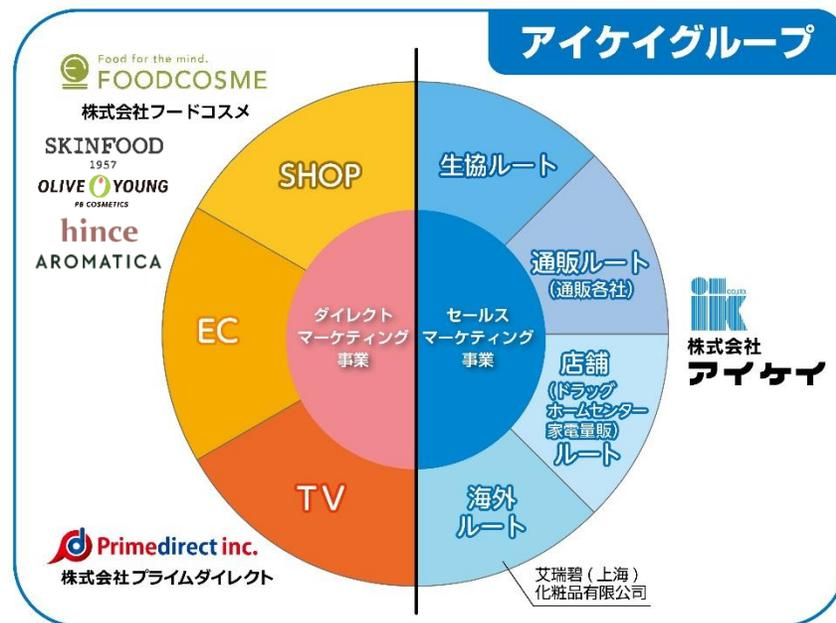 アイケイグループ
Food for the mind.
FOODCOSME
株式会社フードコスメ
SKINFOOD
1957
OLIVE YOUNG
PB COSMETICS
hince
AROMATICA
SHOP
EC
TV
ダイレクト
マーケティング
事業
セールス
マーケティング
事業
生協ルート
通販ルート
(通販各社)
店舗
(ドラッグ
ホームセンター
家電量販)
ルート
海外
ルート
ik
CO.,LTD.
株式会社
アイケイ
Primedirect inc.
株式会社プライムダイレクト
艾瑞碧(上海)
化粧品有限公司